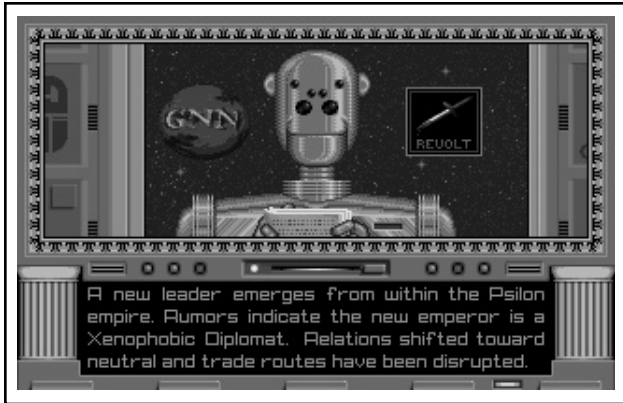 GNN
REVOLT
A new leader emerges from within the Psilon
empire. Rumors indicate the new emperor is a
Xenophobic Diplomat. Relations shifted toward
neutral and trade routes have been disrupted.